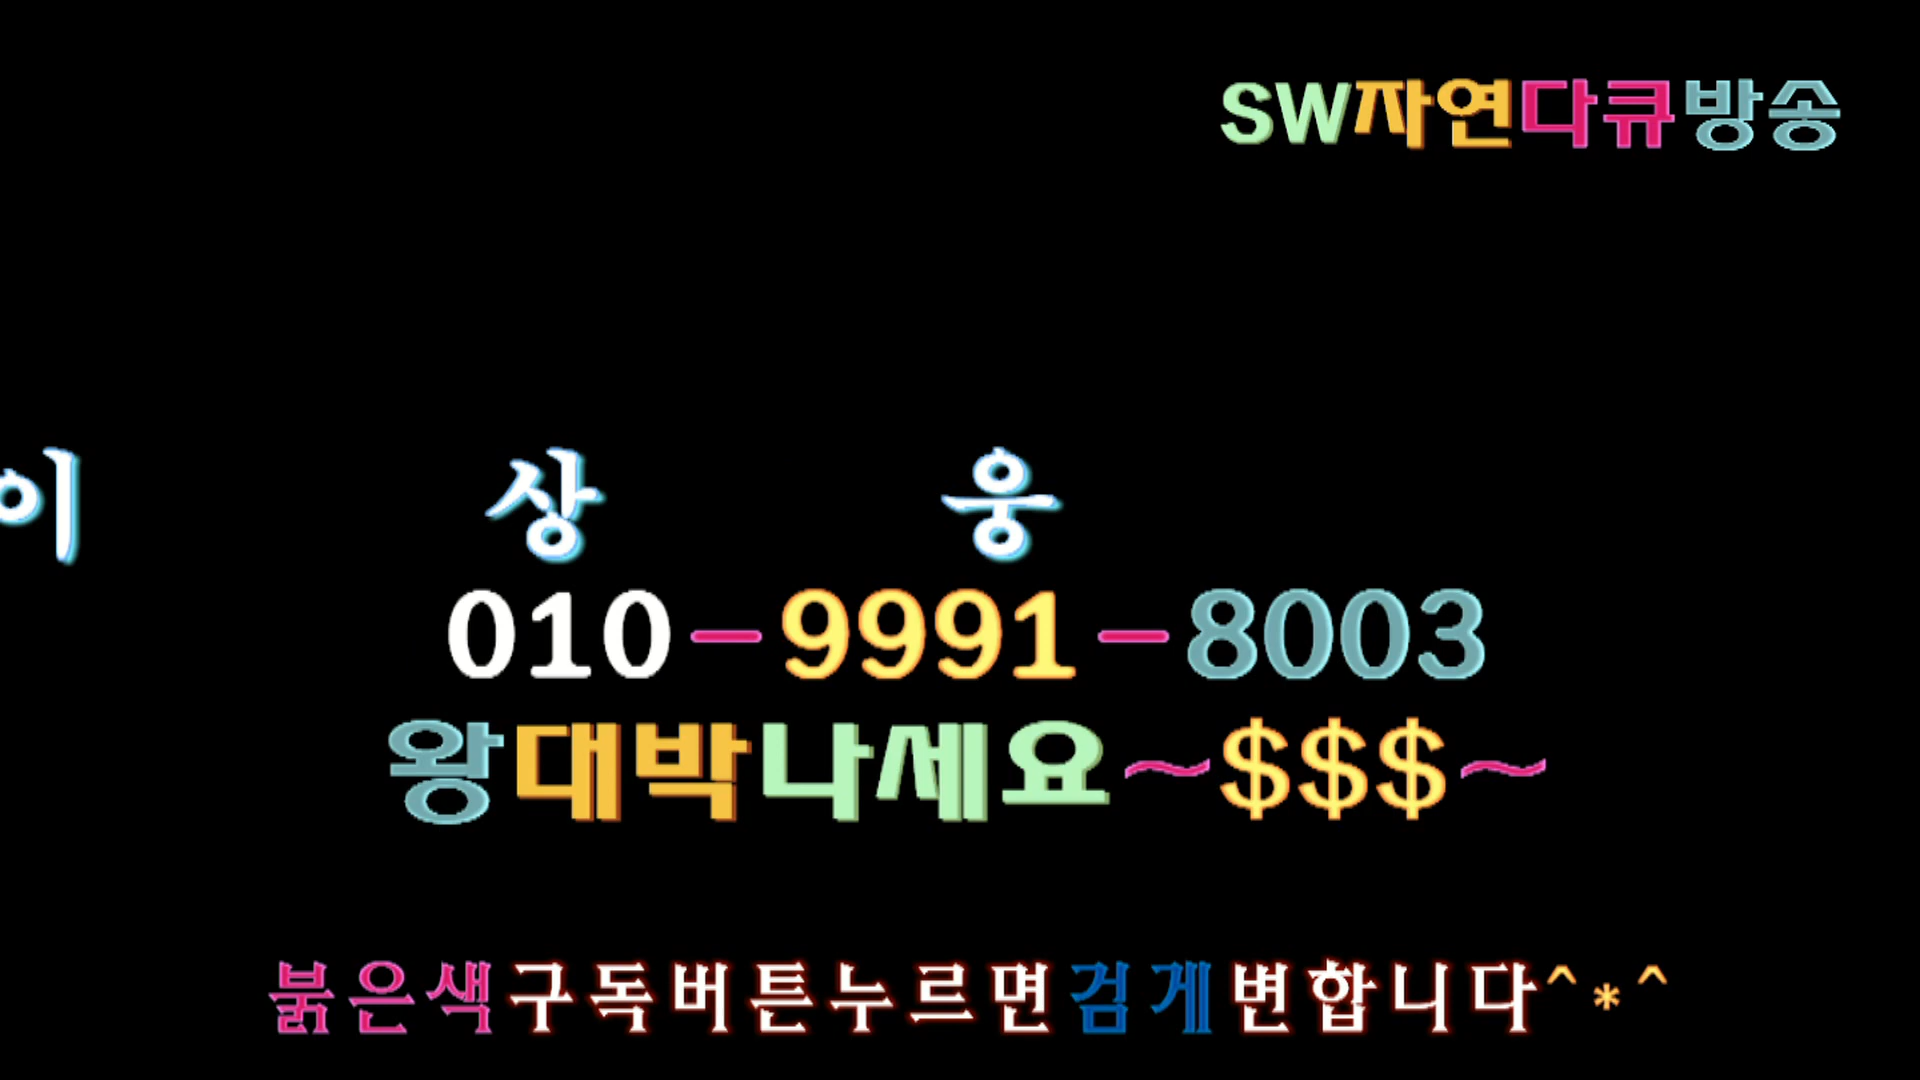 SW자연다큐방송
이 상 웅
010-9991-8003
왕대박나세요~$$$~
붉은색구독버튼누르면검게변합니다^*^